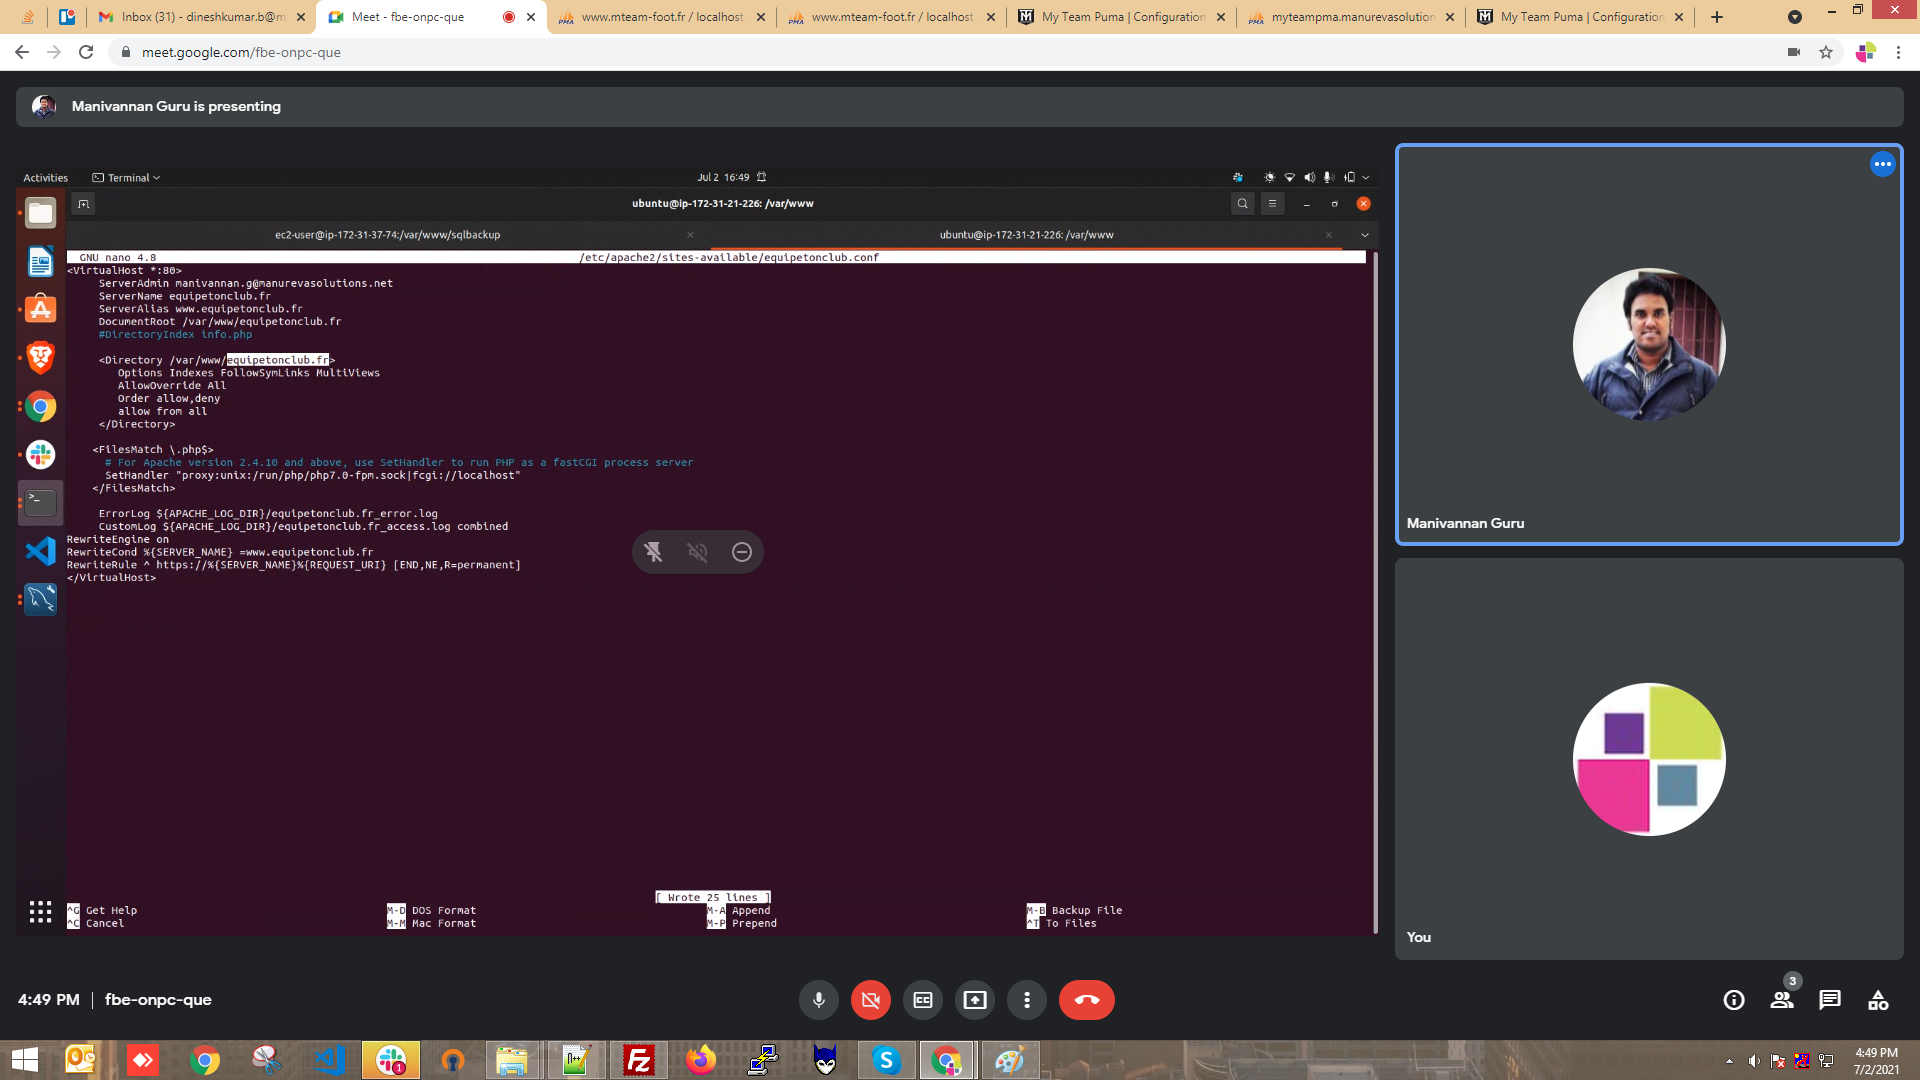 Inbox (31) - dineshkumar.b@m
Meet - fbe-onpc-que
www.mteam-foot.fr / localhost
www.mteam-foot.fr / localhost
My Team Puma | Configuration
myteampma.manurevasolution
My Team Puma | Configuration
meet.google.com/fbe-onpc-que
Manivannan Guru is presenting
Activities
Terminal
Jul 2 16:49
ubuntu@ip-172-31-21-226: /var/www
ec2-user@ip-172-31-37-74:/var/www/sqlbackup
ubuntu@ip-172-31-21-226: /var/www
GNU nano 4.8 /etc/apache2/sites-available/equipetonclub.conf
<VirtualHost *:80>
ServerAdmin manivannan.g@manurevasolutions.net
ServerName equipetonclub.fr
ServerAlias www.equipetonclub.fr
DocumentRoot /var/www/equipetonclub.fr
#DirectoryIndex info.php
<Directory /var/www/equipetonclub.fr>
Options Indexes FollowSymLinks MultiViews
AllowOverride All
Order allow,deny
allow from all
</Directory>
<FilesMatch \.php$>
# For Apache version 2.4.10 and above, use SetHandler to run PHP as a fastCGI process server
SetHandler "proxy:unix:/run/php/php7.0-fpm.sock|fcgi://localhost"
</FilesMatch>
ErrorLog ${APACHE_LOG_DIR}/equipetonclub.fr_error.log
CustomLog ${APACHE_LOG_DIR}/equipetonclub.fr_access.log combined
RewriteEngine on
RewriteCond %{SERVER_NAME} =www.equipetonclub.fr
RewriteRule ^ https://%{SERVER_NAME}%{REQUEST_URI} [END,NE,R=permanent]
</VirtualHost>
[ Wrote 25 lines ]
^G Get Help M-D DOS Format M-A Append M-B Backup File
^C Cancel M-M Mac Format M-P Prepend ^T To Files
Manivannan Guru
You
4:49 PM | fbe-onpc-que
3
4:49 PM
7/2/2021